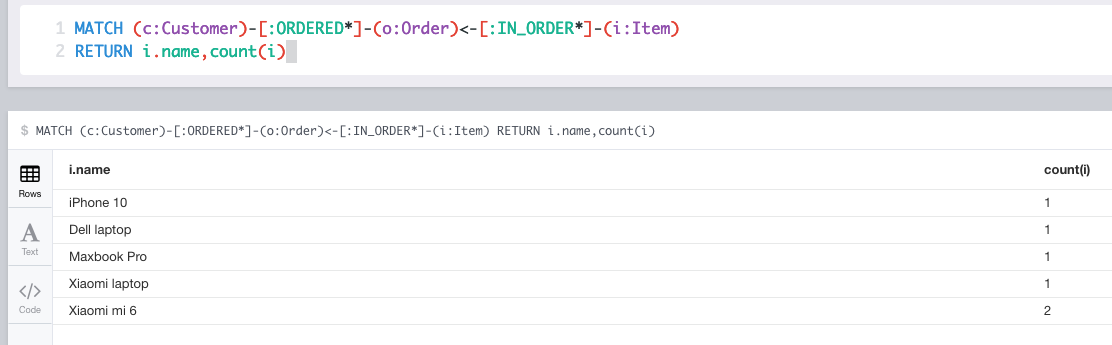 1 MATCH (c:Customer)-[:ORDERED*]-(o:Order)<-[:IN_ORDER*]-(i:Item)
2 RETURN i.name,count(i)
$ MATCH (c:Customer)-[:ORDERED*]-(o:Order)<-[:IN_ORDER*]-(i:Item) RETURN i.name,count(i)
Rows
A
Text
</>
Code
i.name count(i)
iPhone 10 1
Dell laptop 1
Maxbook Pro 1
Xiaomi laptop 1
Xiaomi mi 6 2